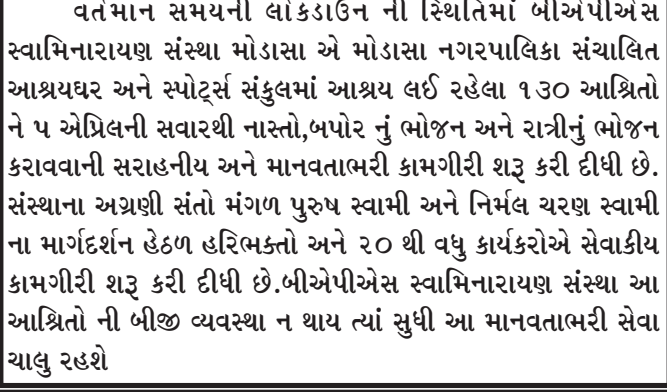 વર્તમાન સમયની લોકડાઉન ની સ્થિતિમાં બીએપીએસ
સ્વામિનારાયણ સંસ્થા મોડાસા એ મોડાસા નગરપાલિકા સંચાલિત
આશ્રયઘર અને સ્પોર્ટ્સ સંકુલમાં આશ્રય લઈ રહેલા ૧૩૦ આશ્રિતો
ને ૫ એપ્રિલની સવારથી નાસ્તો,બપોર નું ભોજન અને રાત્રીનું ભોજન
કરાવવાની સરાહનીય અને માનવતાભરી કામગીરી શરૂ કરી દીધી છે.
સંસ્થાના અગ્રણી સંતો મંગળ પુરુષ સ્વામી અને નિર્મલ ચરણ સ્વામી
ના માર્ગદર્શન હેઠળ હરિભક્તો અને ૨૦ થી વધુ કાર્યકરોએ સેવાકીય
કામગીરી શરૂ કરી દીધી છે.બીએપીએસ સ્વામિનારાયણ સંસ્થા આ
આશ્રિતો ની બીજી વ્યવસ્થા ન થાય ત્યાં સુધી આ માનવતાભરી સેવા
ચાલુ રહશે